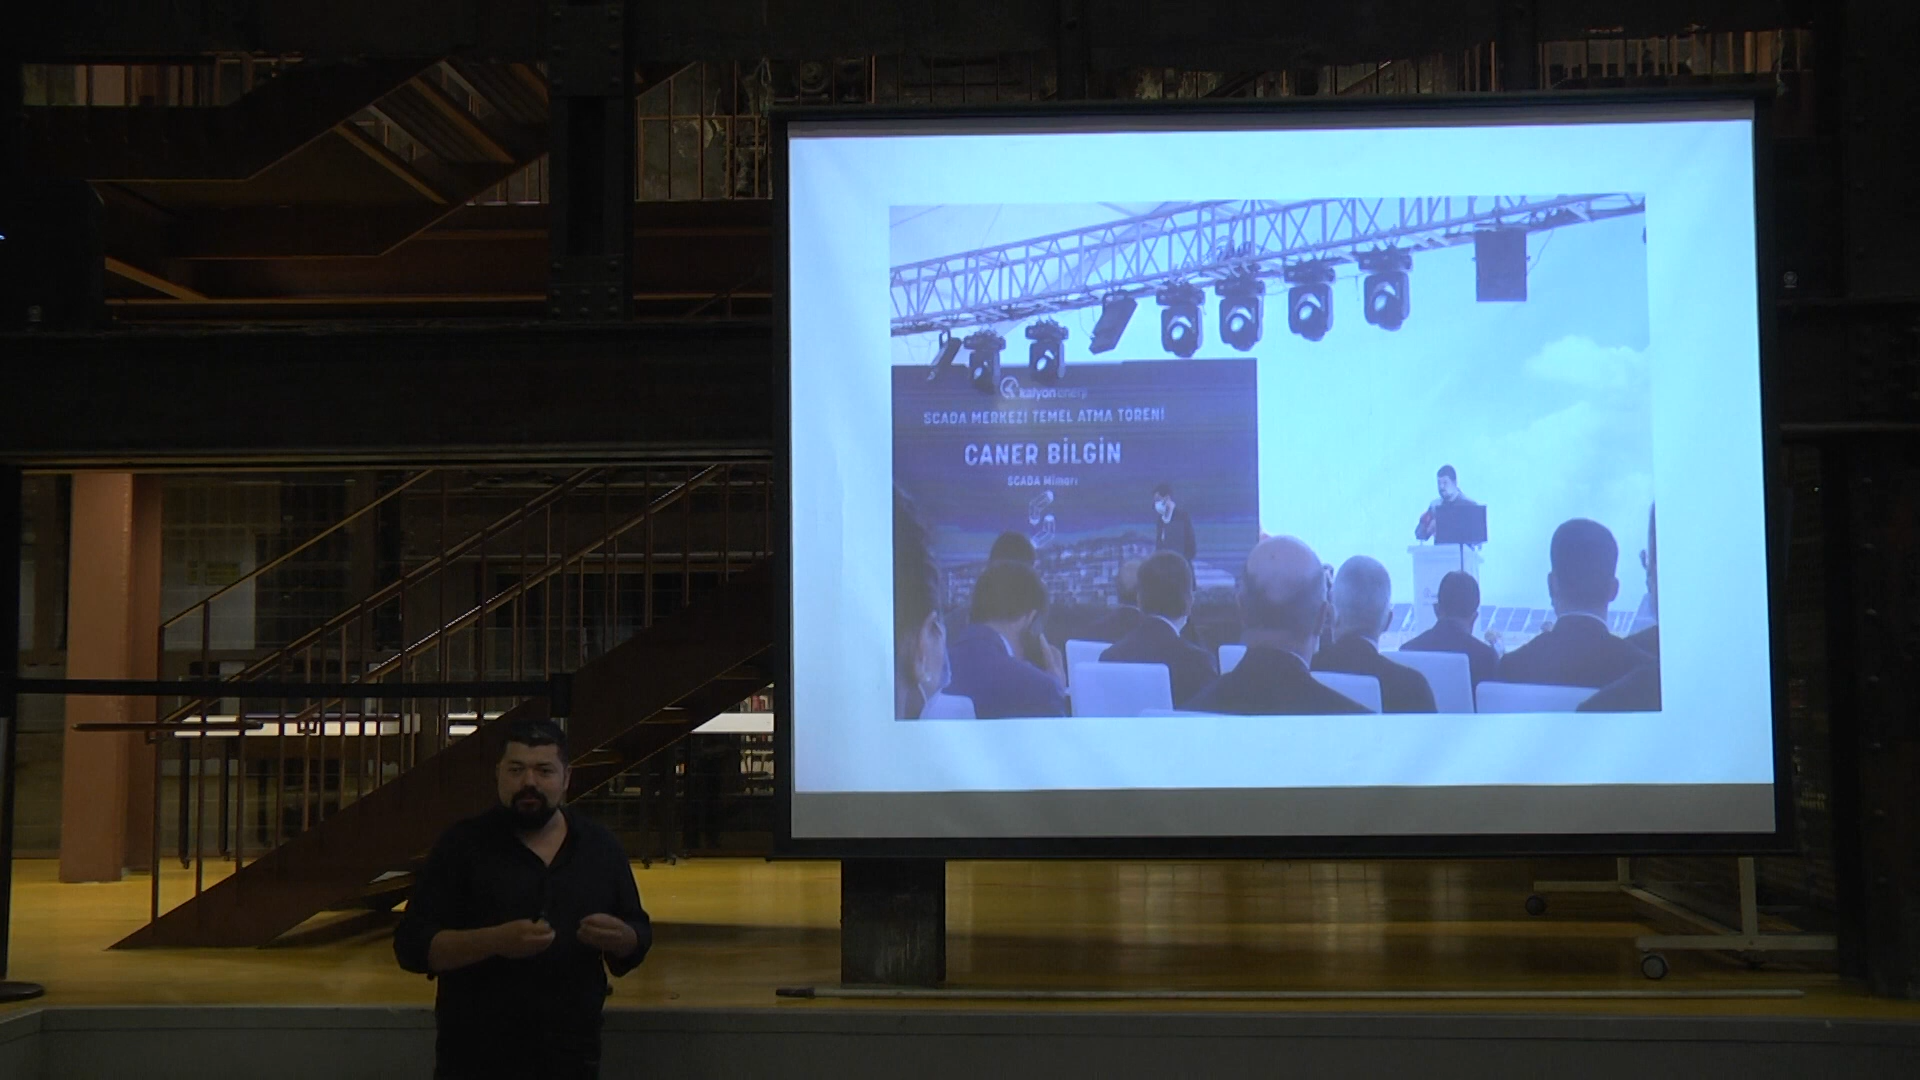 kalyon enerji
SCADA MERKEZİ TEMEL ATMA TÖRENİ
CANER BİLGİN
SCADA Mimarı